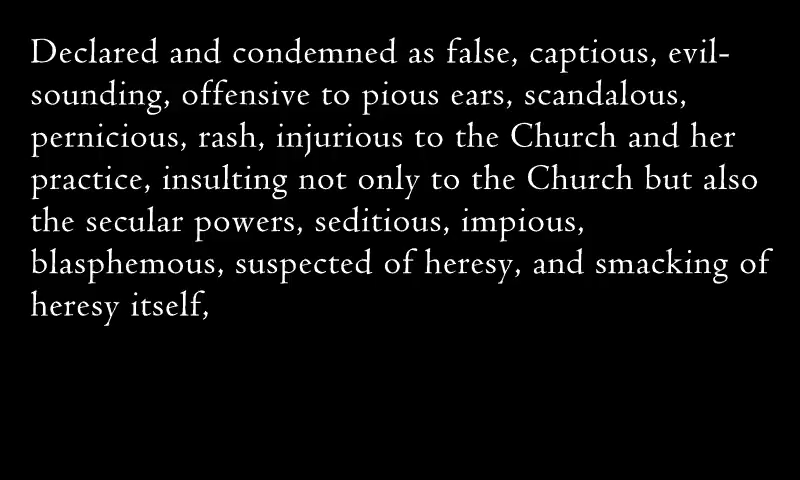 Declared and condemned as false, captious, evil-
sounding, offensive to pious ears, scandalous,
pernicious, rash, injurious to the Church and her
practice, insulting not only to the Church but also
the secular powers, seditious, impious,
blasphemous, suspected of heresy, and smacking of
heresy itself,